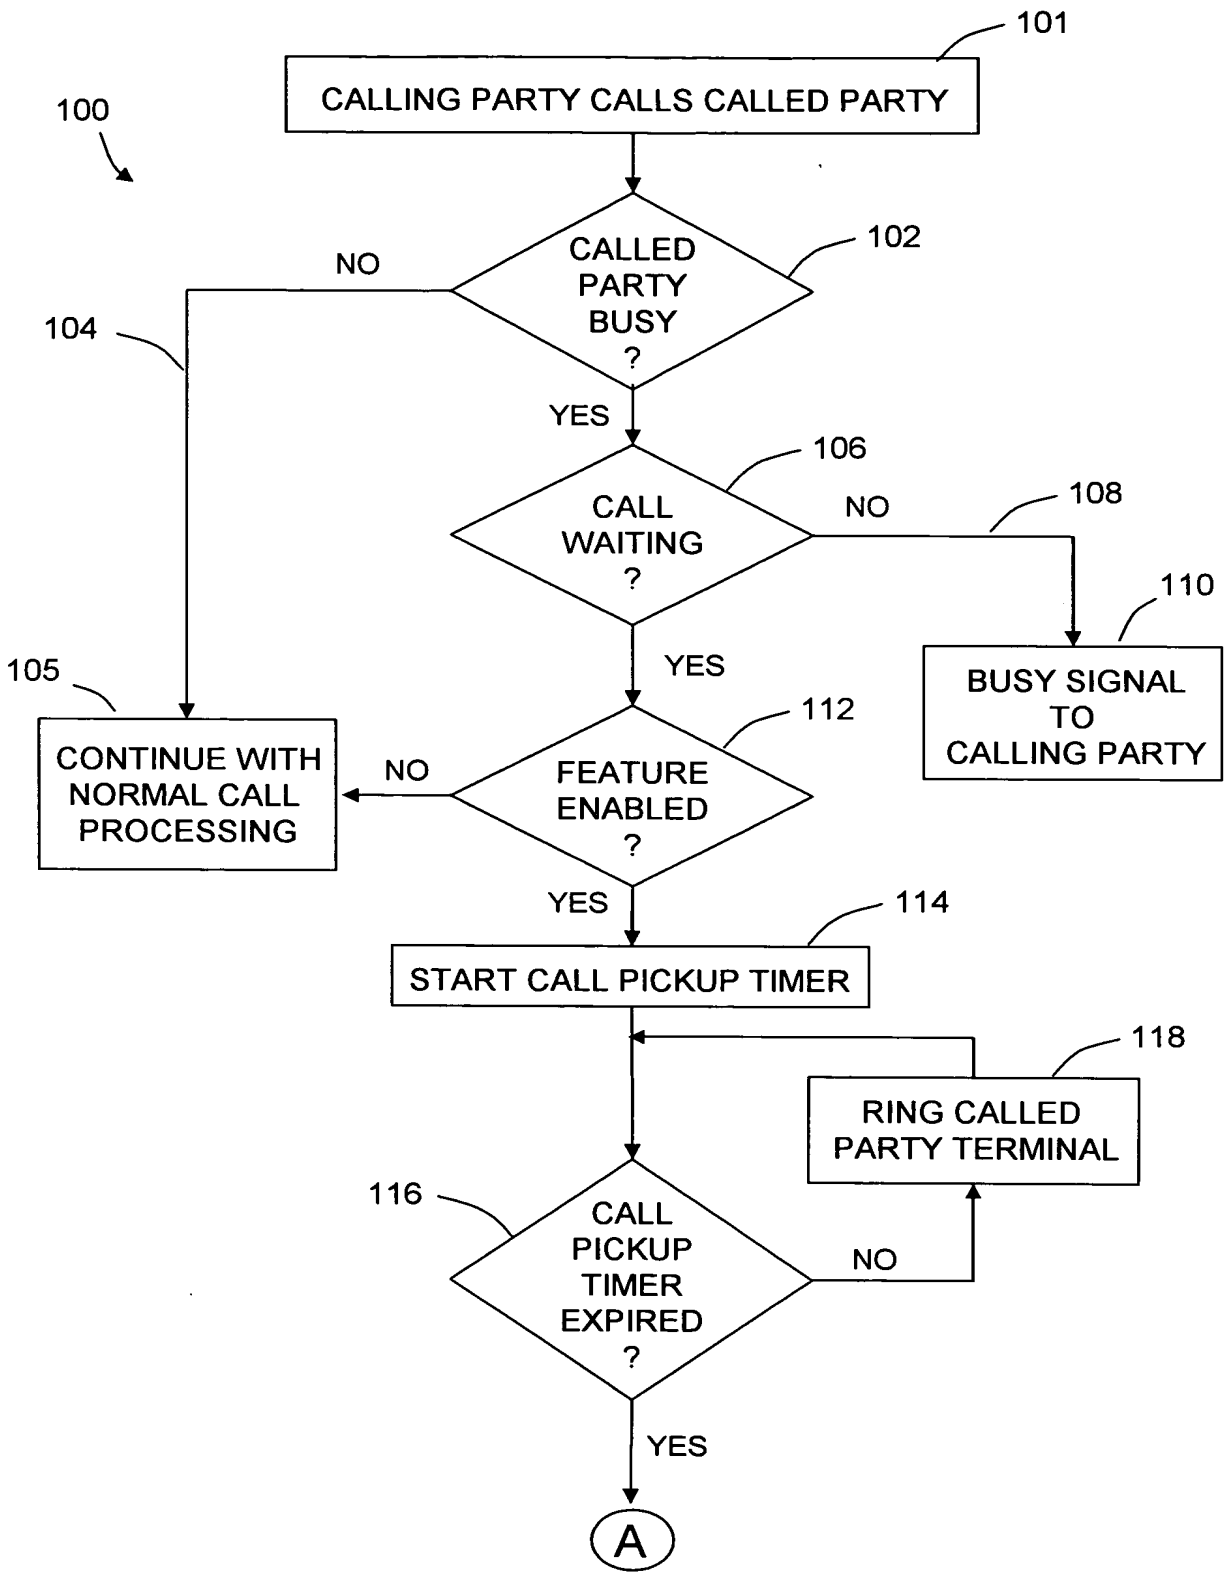 101
CALLING PARTY CALLS CALLED PARTY
100
102
CALLED
PARTY
BUSY
?
NO
104
YES
106
CALL
WAITING
?
NO
108
110
BUSY SIGNAL
TO
CALLING PARTY
YES
105
CONTINUE WITH
NORMAL CALL
PROCESSING
112
FEATURE
ENABLED
?
NO
YES
114
START CALL PICKUP TIMER
118
RING CALLED
PARTY TERMINAL
116
CALL
PICKUP
TIMER
EXPIRED
?
NO
YES
A